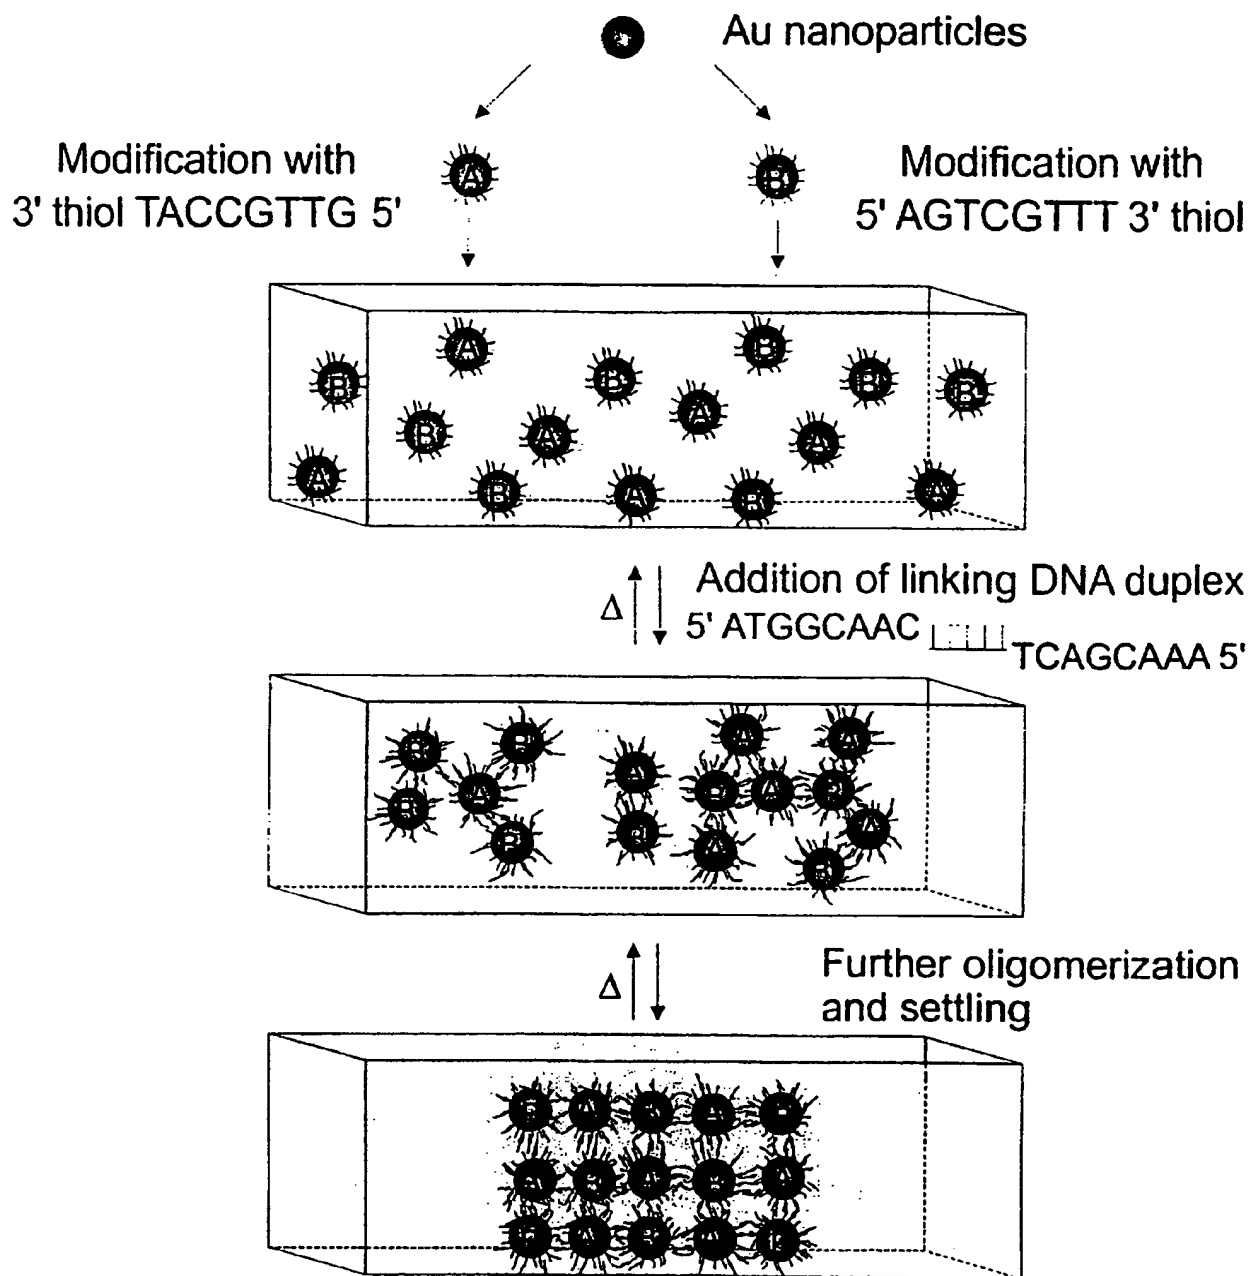 Au nanoparticles
Modification with
3' thiol TACCGTTG 5'
Modification with
5' AGTCGTTT 3' thiol
A
B
A
B
B
B
B
B
A
B
A
A
A
B
A
B
A
Addition of linking DNA duplex
Δ
5' ATGGCAAC
TCAGCAAA 5'
A
A
B
A
A
B
A
B
A
A
B
Further oligomerization
and settling
Δ
A
A
A
B
A
B
A
A
A